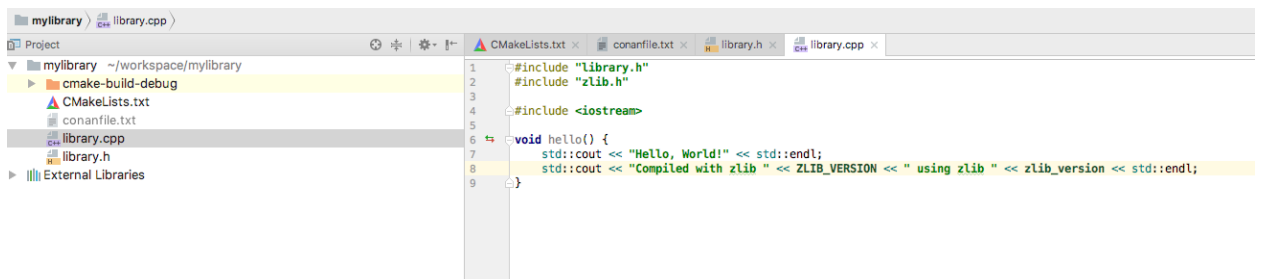 mylibrary library.cpp
Project
CMakeLists.txt conanfile.txt library.h library.cpp
mylibrary ~/workspace/mylibrary
cmake-build-debug
CMakeLists.txt
conanfile.txt
library.cpp
library.h
External Libraries
1 #include "library.h"
2 #include "zlib.h"
3
4 #include <iostream>
5
6 void hello() {
7 std::cout << "Hello, World!" << std::endl;
8 std::cout << "Compiled with zlib " << ZLIB_VERSION << " using zlib " << zlib_version << std::endl;
9 }